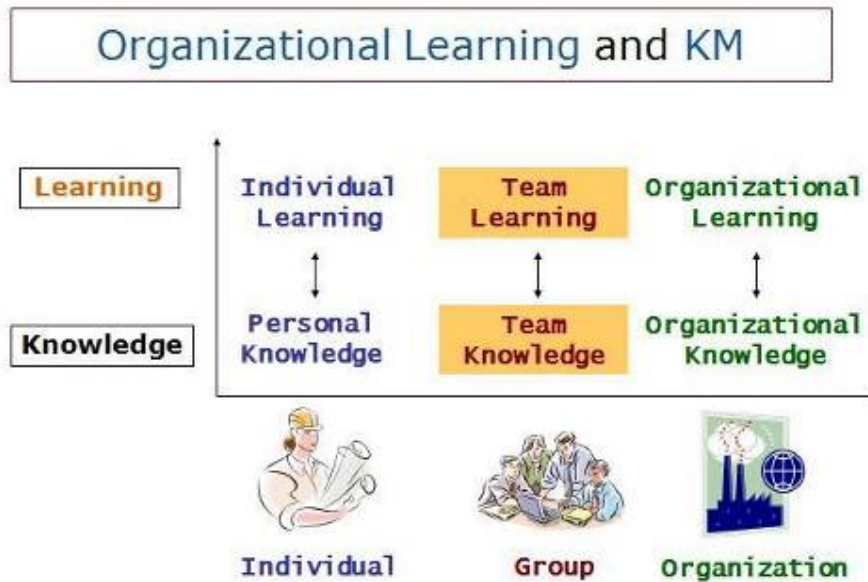 Organizational Learning and KM
Learning
Individual
Learning
Team
Learning
Organizational
Learning
Knowledge
Personal
Knowledge
Team
Knowledge
Organizational
Knowledge
Individual
Group
Organization